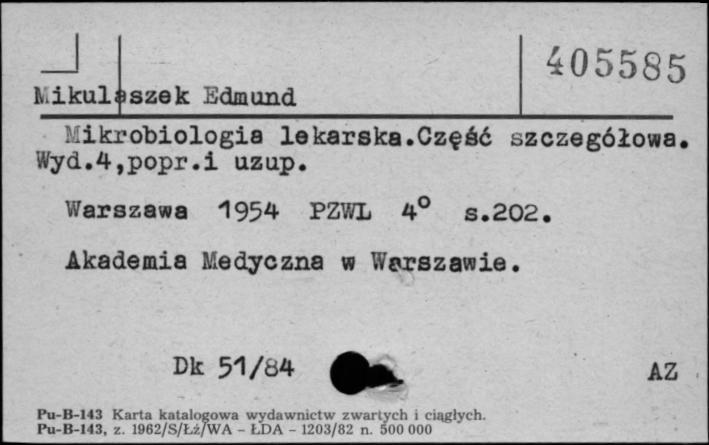 405585
Mikulaszek Edmund
Mikrobiologia lekarska.Część szczegółowa.
Wyd.4,popr.i uzup.
Warszawa 1954 PZWL 4° s.202.
Akademia Medyczna w Warszawie.
Dk 51/84 AZ
Pu-B-143 Karta katalogowa wydawnictw zwartych i ciągłych.
Pu-B-143, z. 1962/S/Łź/WA - ŁDA - 1203/82 n. 500 000